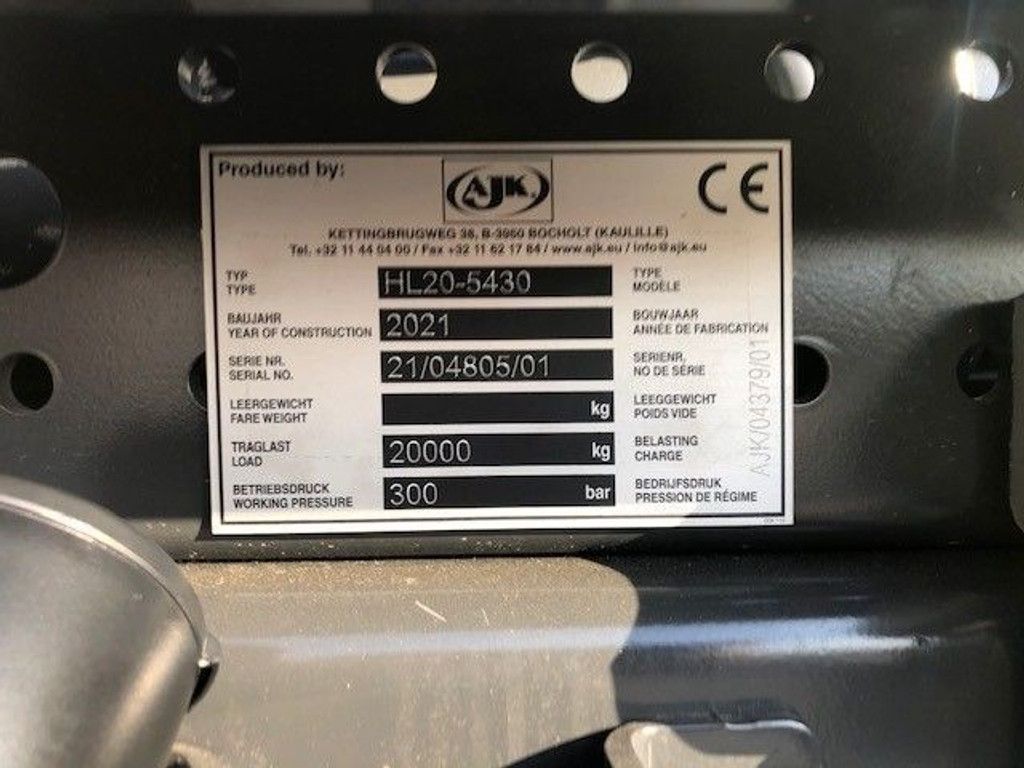 Produced by:
AJK
CE
KETTINGBRUGWEG 38, B-3950 BOCHOLT (KAULILLE)
Tel. +32 11 44 04 00 / Fax +32 11 62 17 84 / www.ajk.eu / info@ajk.eu
TYP HL20-5430 TYPE
TYPE MODÈLE
BAUJAHR 2021 BOUWJAAR
YEAR OF CONSTRUCTION ANNÉE DE FABRICATION
SERIE NR. 21/04805/01 SERIENR.
SERIAL NO. NO DE SÉRIE
LEERGEWICHT kg LEEGGEWICHT
FARE WEIGHT POIDS VIDE
TRAGLAST 20000 kg BELASTING
LOAD CHARGE
BETRIEBSDRUCK 300 bar BEDRIJFSDRUK
WORKING PRESSURE PRESSION DE RÉGIME
AJK/04379/01